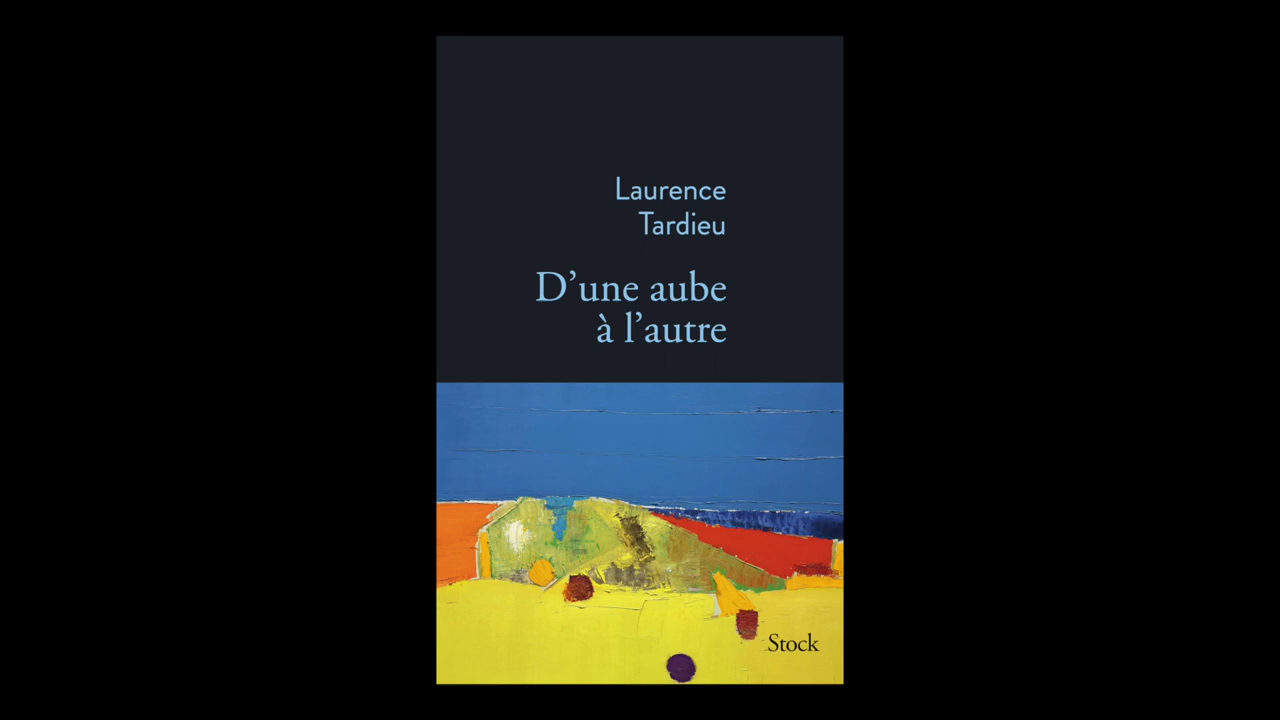 Laurence
Tardieu
D’une aube
à l’autre
Stock